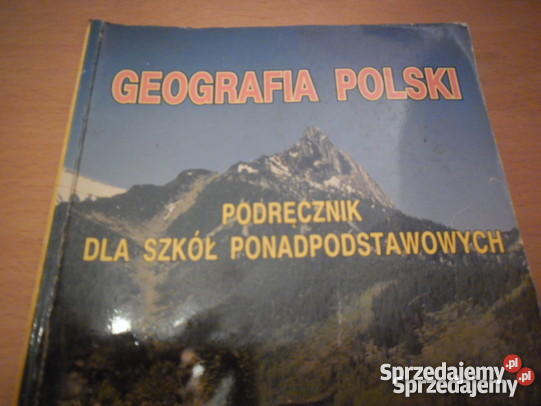 GEOGRAFIA POLSKI
PODRĘCZNIK
DLA SZKÓŁ PONADPODSTAWOWYCH
Sprzedajemy.pl
Sprzedajemy.pl